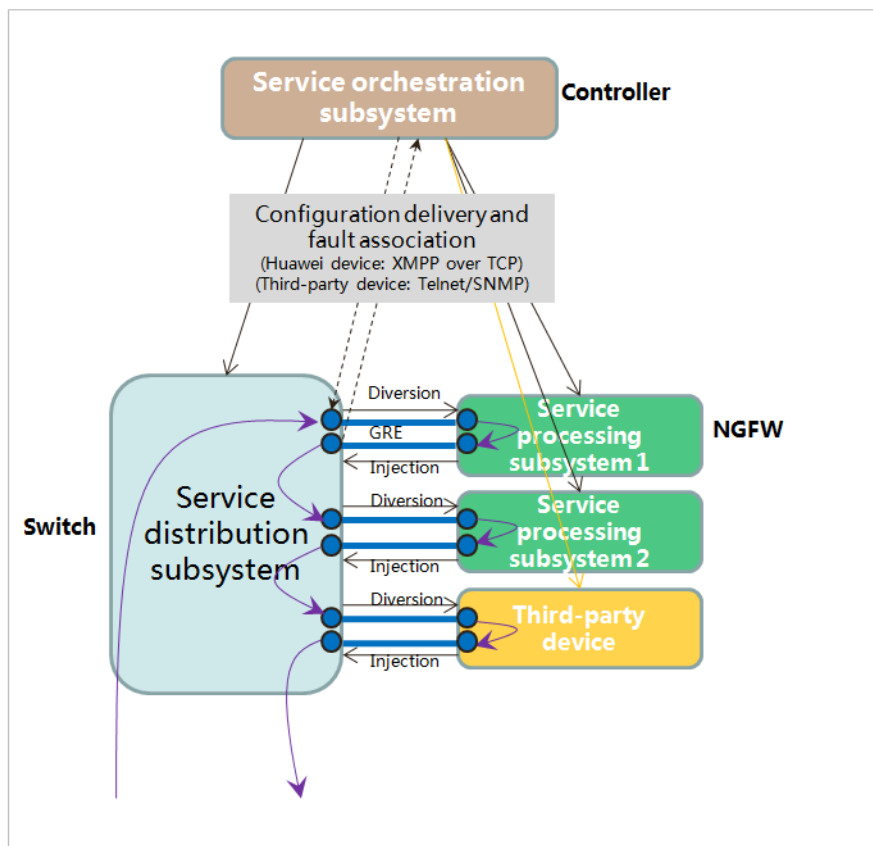 Service orchestration
subsystem
Controller
Configuration delivery and
fault association
(Huawei device: XMPP over TCP)
(Third-party device: Telnet/SNMP)
Diversion
GRE
Injection
Service
processing
subsystem 1
NGFW
Switch
Service
distribution
subsystem
Diversion
Injection
Service
processing
subsystem 2
Diversion
Injection
Third-party
device